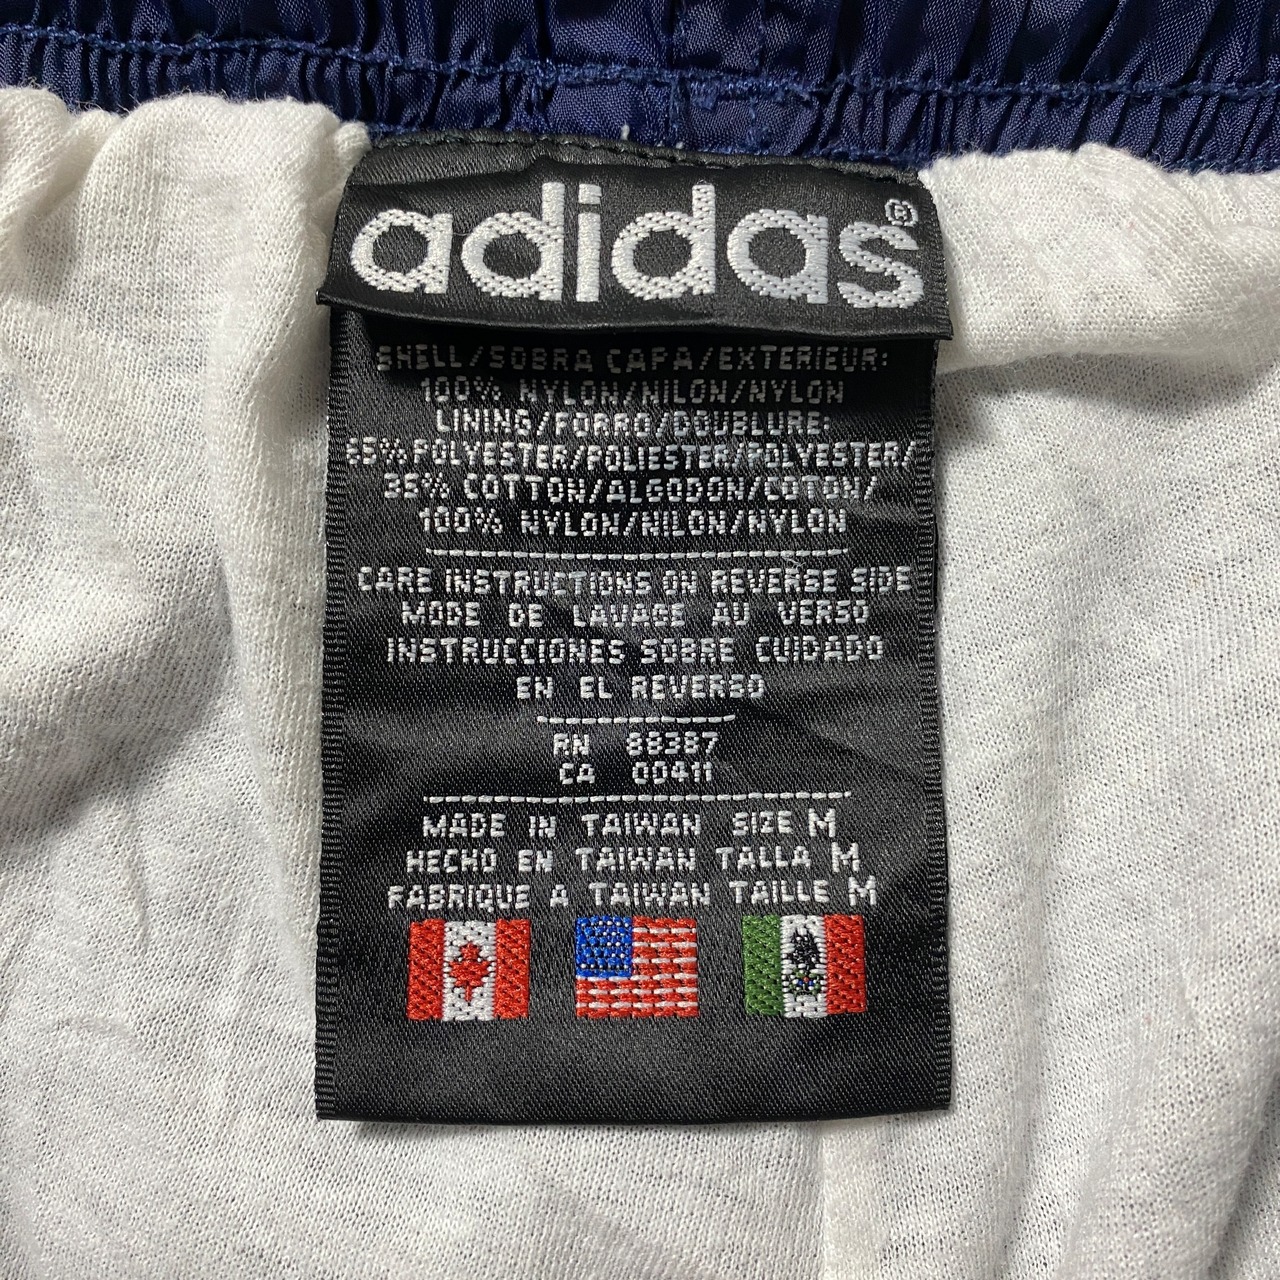 adidas®
SHELL/SOBRA CAPA/EXTERIEUR:
100% NYLON/NILON/NYLON
LINING/FORRO/DOUBLURE:
65% POLYESTER/POLIESTER/POLYESTER/
35% COTTON/ALGODON/COTON/
100% NYLON/NILON/NYLON
CARE INSTRUCTIONS ON REVERSE SIDE
MODE DE LAVAGE AU VERSO
INSTRUCCIONES SOBRE CUIDADO
EN EL REVERSO
RN 88387
CA 00411
MADE IN TAIWAN SIZE M
HECHO EN TAIWAN TALLA M
FABRIQUE A TAIWAN TAILLE M